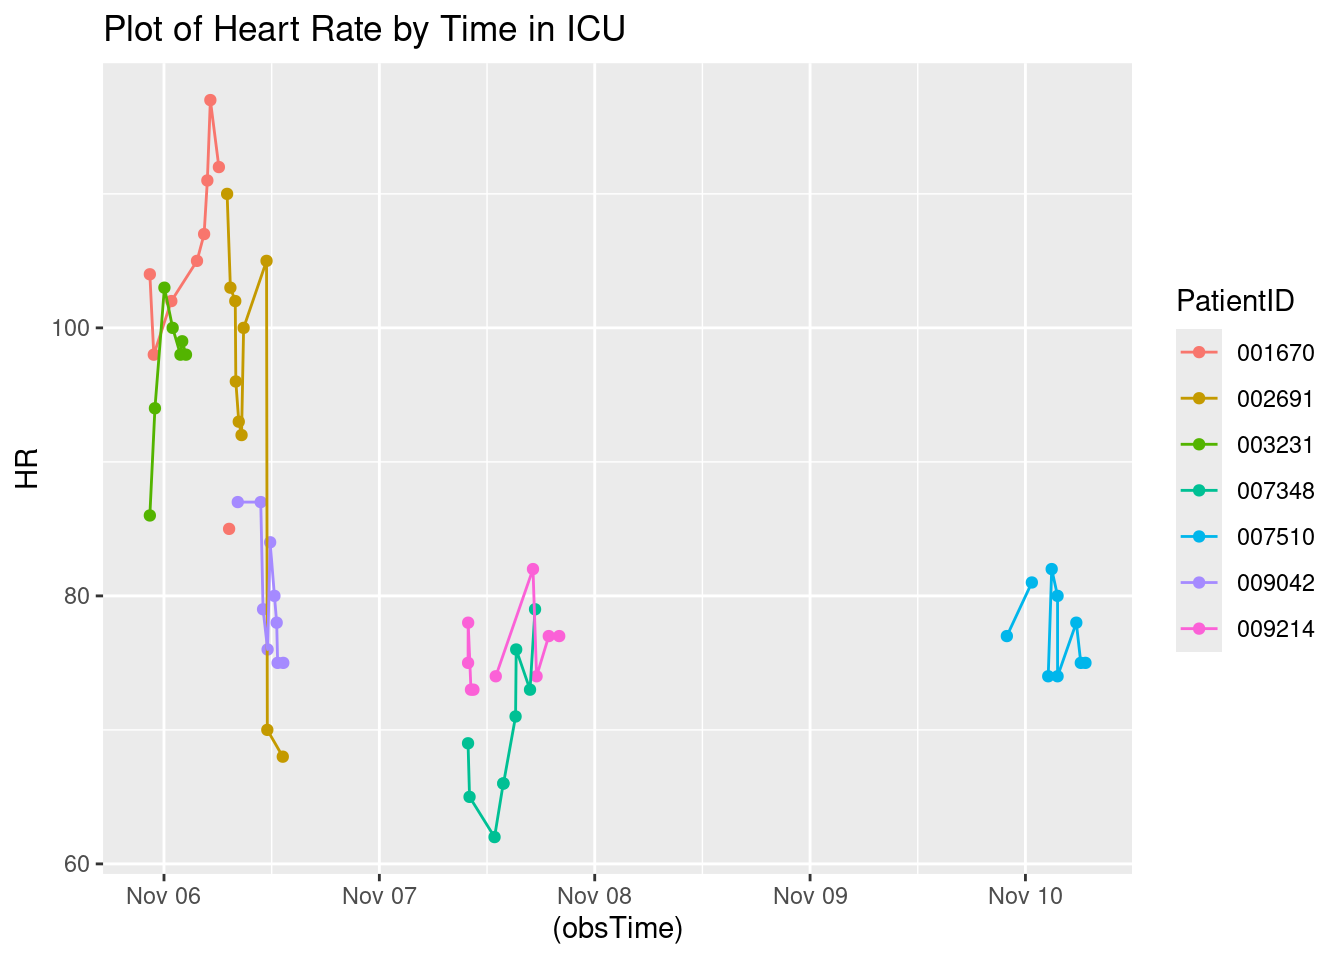 Plot of Heart Rate by Time in ICU
HR
100
80
60
Nov 06
Nov 07
Nov 08
Nov 09
Nov 10
(obsTime)
PatientID
001670
002691
003231
007348
007510
009042
009214